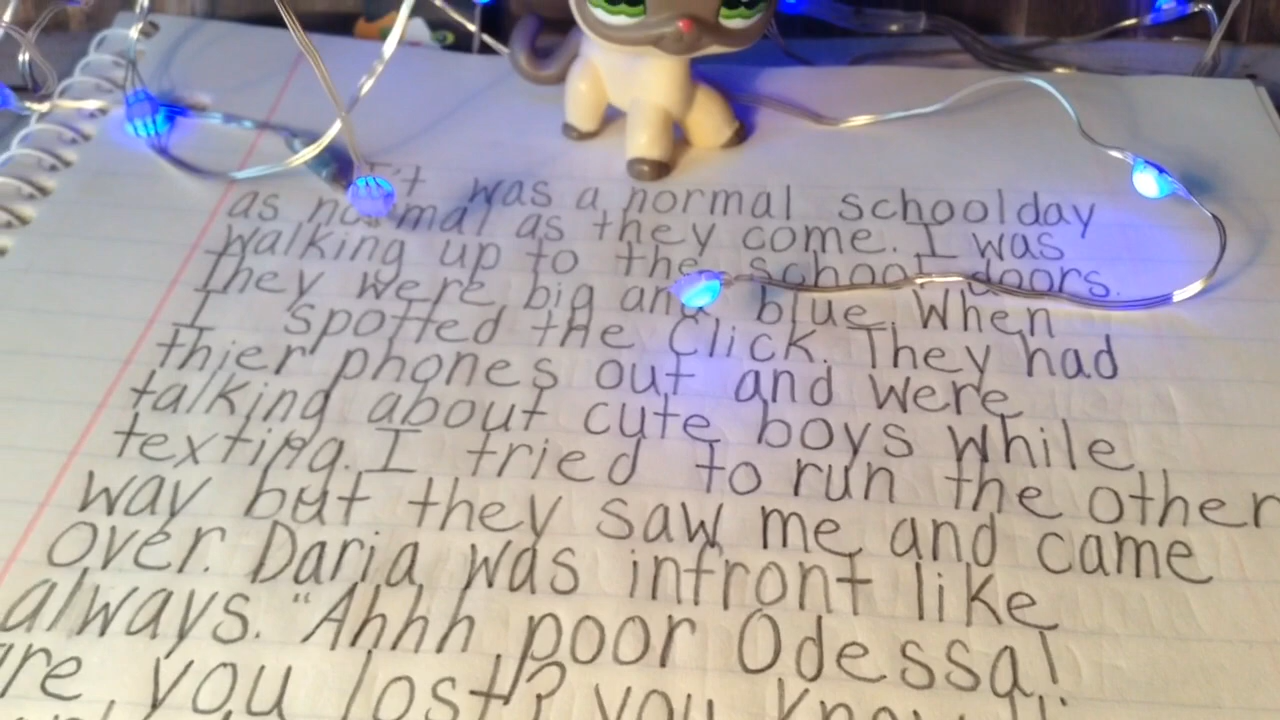 It was a normal schoolday
as normal as they come. I was
walking up to the school doors.
They were big and blue. When
I spotted the Click. They had
thier phones out and were
talking about cute boys while
texting. I tried to run the other
way but they saw me and came
over. Daria was infront like
always. "Ahhh poor Odessa!
are you lost? you